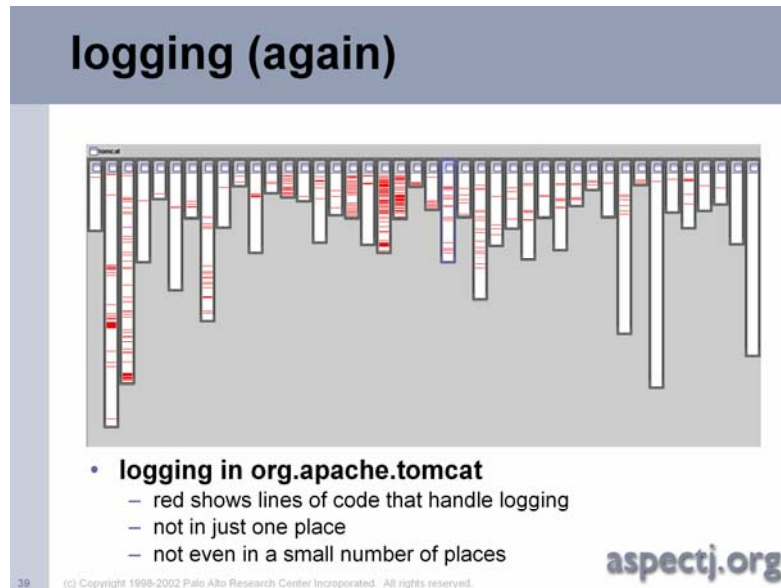 logging (again)
tomcat
• logging in org.apache.tomcat
– red shows lines of code that handle logging
– not in just one place
– not even in a small number of places
aspectj.org
39 (c) Copyright 1998-2002 Palo Alto Research Center Incorporated. All rights reserved.